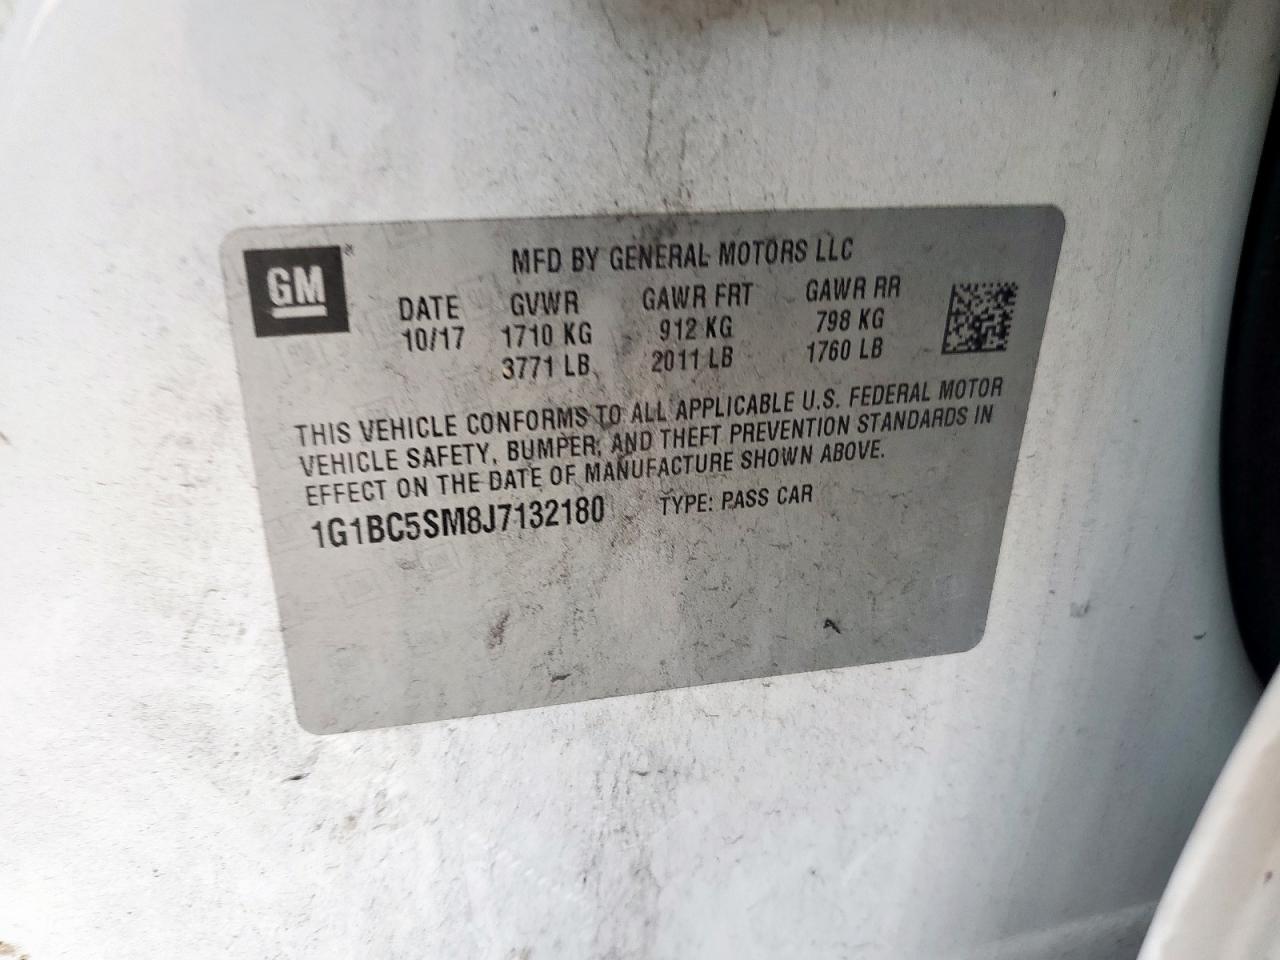 GM
MFD BY GENERAL MOTORS LLC
DATE GVWR GAWR FRT GAWR RR
10/17 1710 KG 912 KG 798 KG
3771 LB 2011 LB 1760 LB
THIS VEHICLE CONFORMS TO ALL APPLICABLE U.S. FEDERAL MOTOR
VEHICLE SAFETY, BUMPER, AND THEFT PREVENTION STANDARDS IN
EFFECT ON THE DATE OF MANUFACTURE SHOWN ABOVE.
1G1BC5SM8J7132180 TYPE: PASS CAR